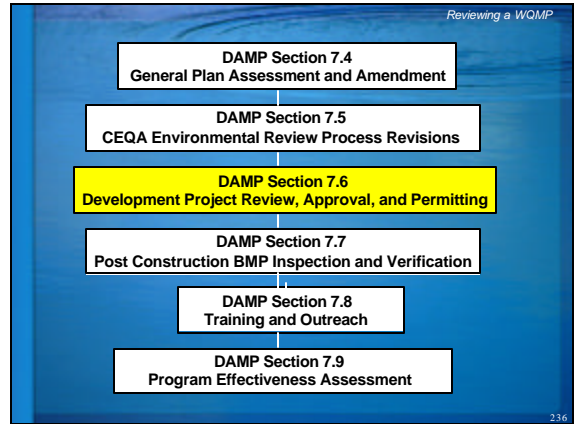 Reviewing a WQMP
DAMP Section 7.4
General Plan Assessment and Amendment
DAMP Section 7.5
CEQA Environmental Review Process Revisions
DAMP Section 7.6
Development Project Review, Approval, and Permitting
DAMP Section 7.7
Post Construction BMP Inspection and Verification
DAMP Section 7.8
Training and Outreach
DAMP Section 7.9
Program Effectiveness Assessment
236